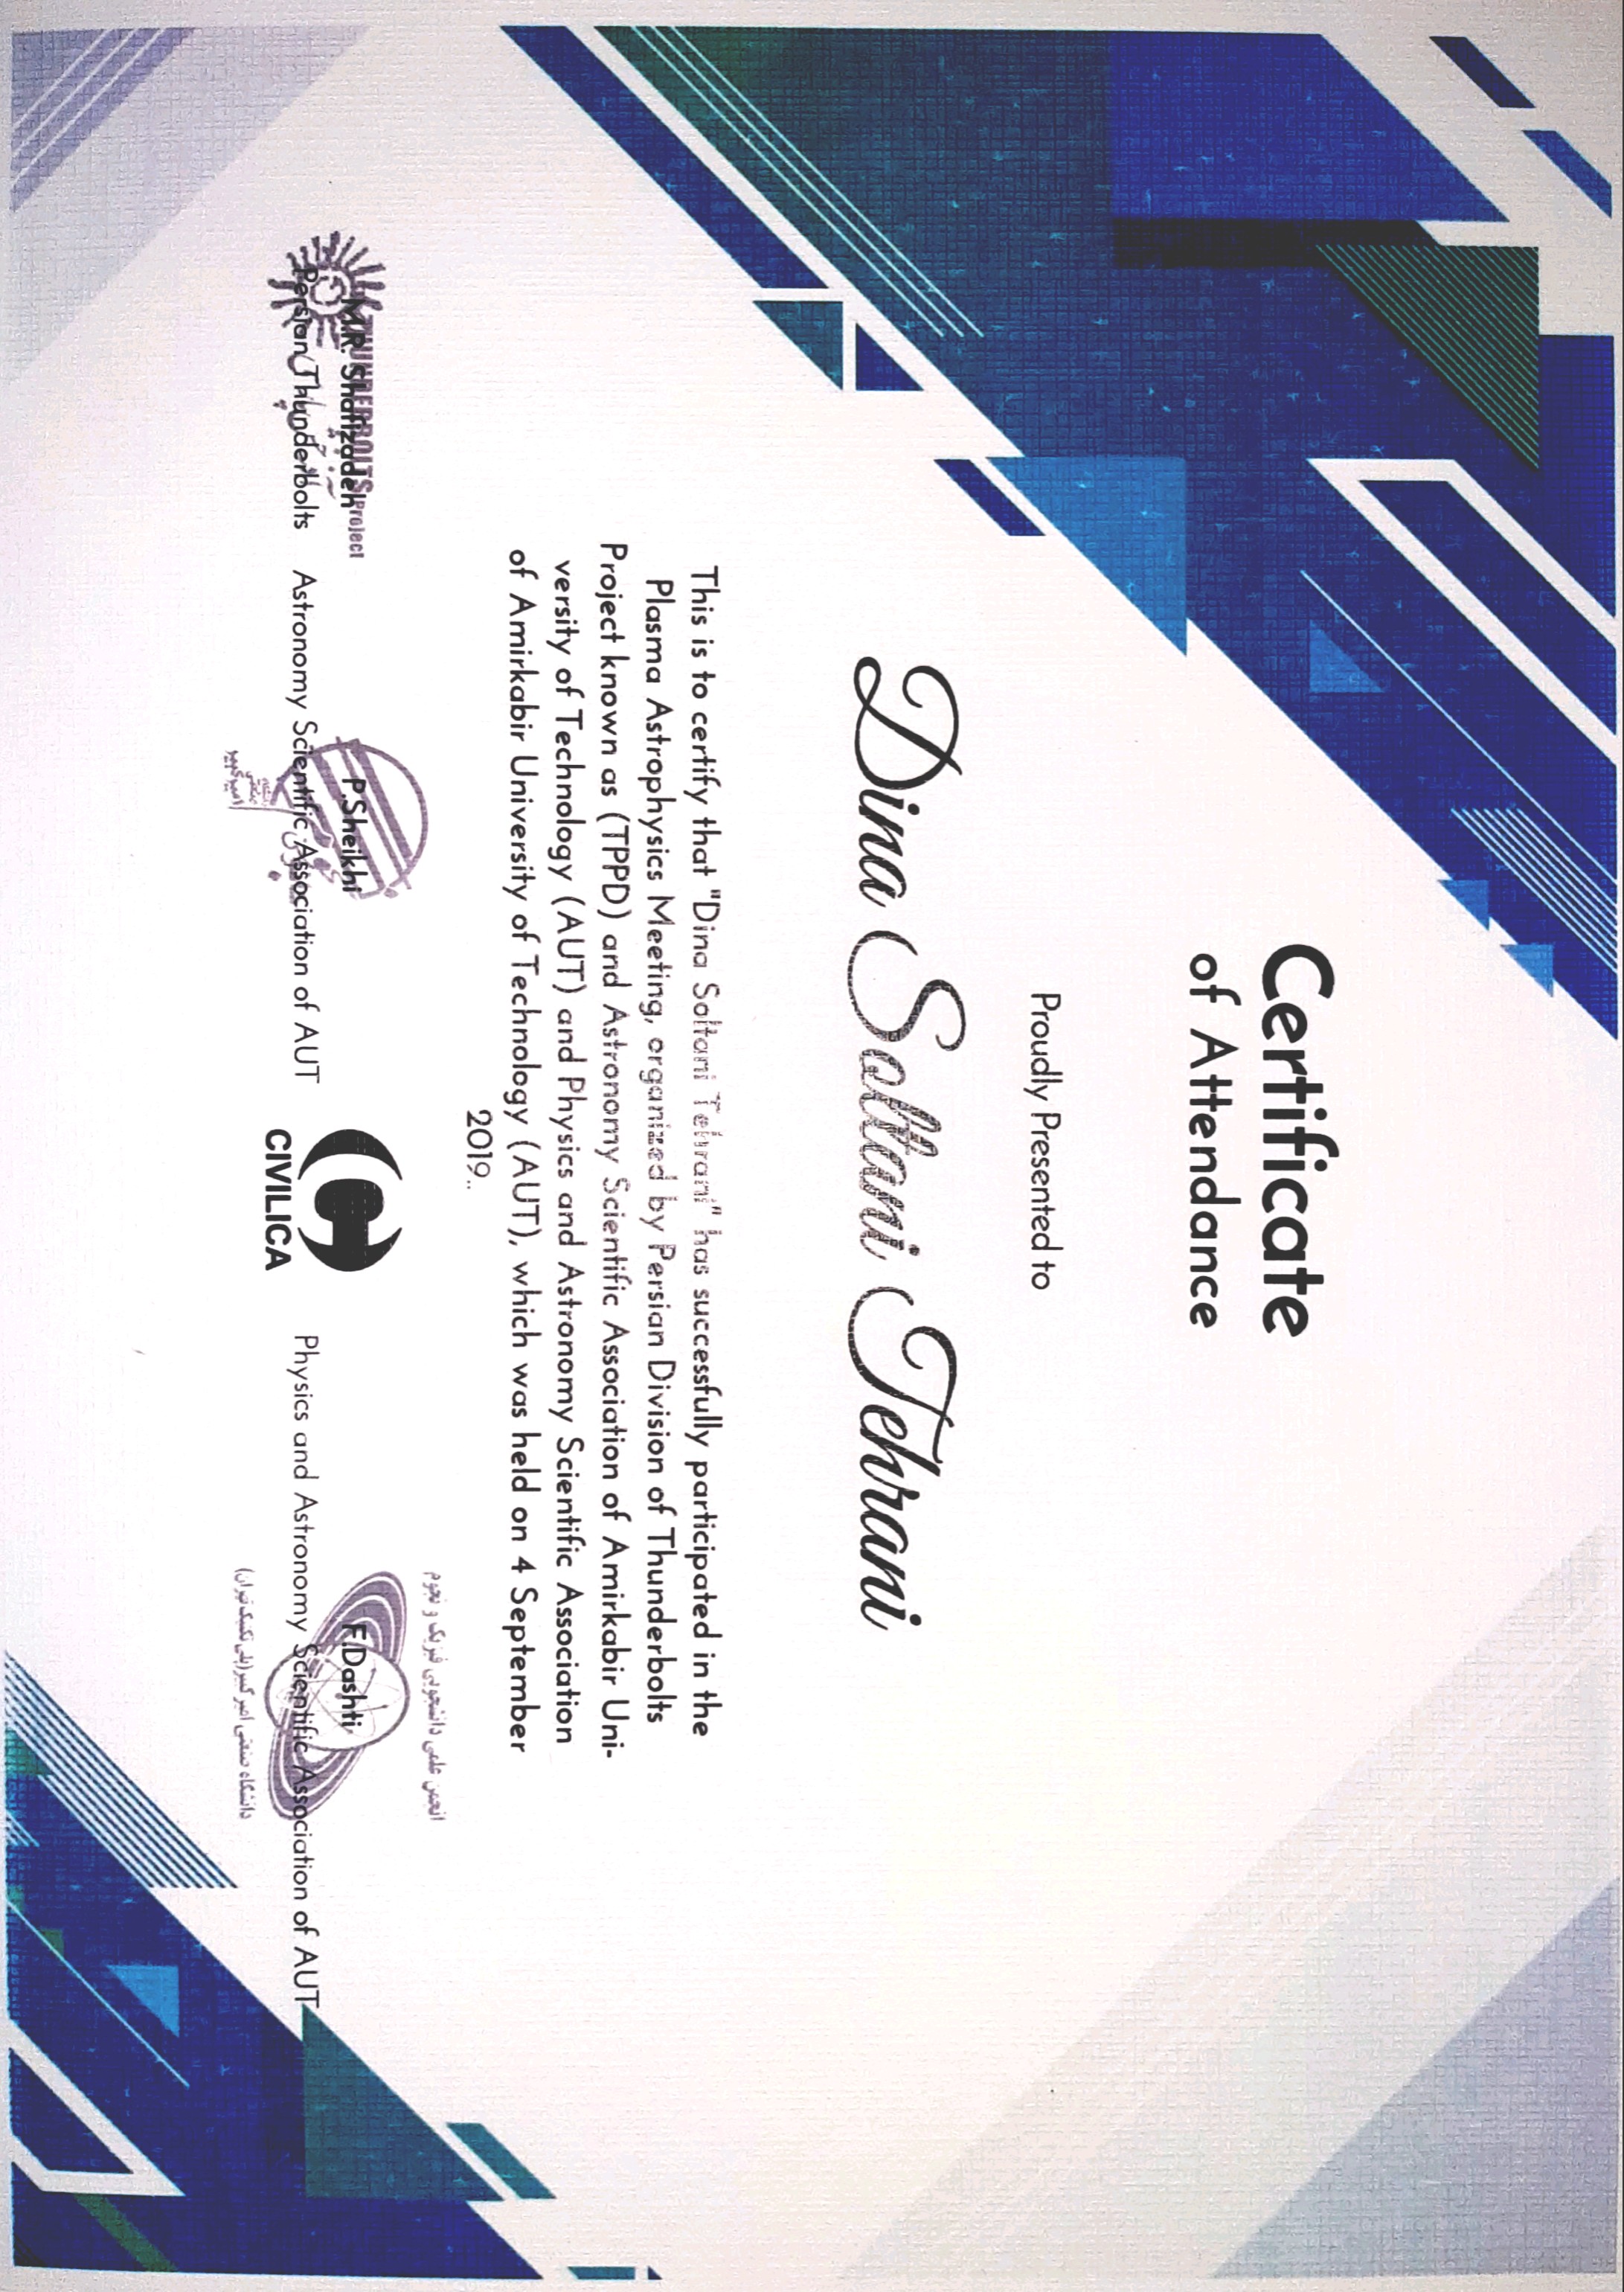 Certificate
of Attendance
Proudly Presented to
Dina Soltani Tehrani
This is to certify that "Dina Soltani Tehrani" has successfully participated in the
Plasma Astrophysics Meeting, organized by Persian Division of Thunderbolts
Project known as (TPPD) and Astronomy Scientific Association of Amirkabir Uni-
versity of Technology (AUT) and Physics and Astronomy Scientific Association
of Amirkabir University of Technology (AUT), which was held on 4 September
2019..
THUNDERBOLTS Project
M.R. Shafizadeh
Persian Thunderbolts
P.Sheikhi
Astronomy Scientific Association of AUT
CIVILICA
انجمن علمی دانشجویی فیزیک و نجوم
F.Dashti
Physics and Astronomy Scientific Association of AUT
دانشگاه صنعتی امیرکبیر(پلی تکنیک تهران)